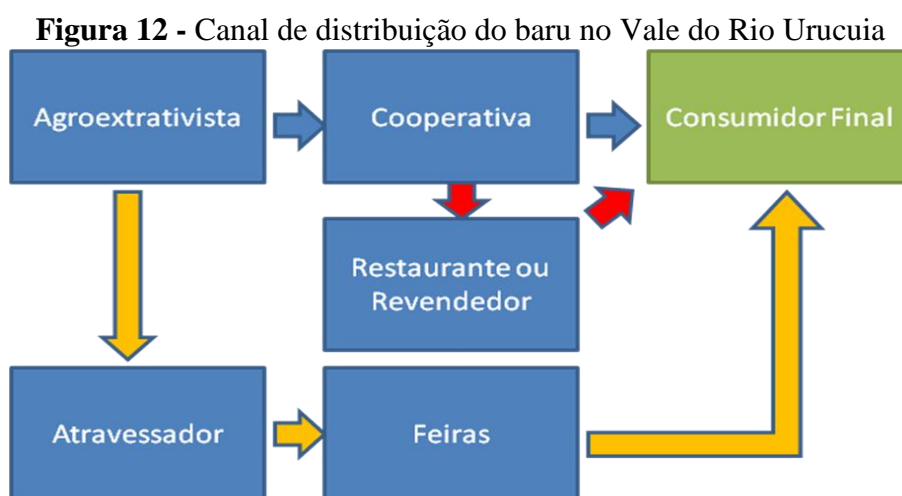 Figura 12 - Canal de distribuição do baru no Vale do Rio Urucuia
Agroextrativista
Cooperativa
Consumidor Final
Restaurante ou
Revendedor
Atravessador
Feiras